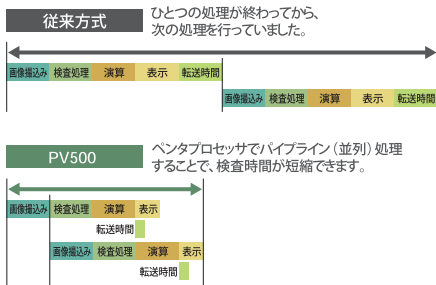 従来方式
ひとつの処理が終わってから、
次の処理を行っていました。
画像撮込み 検査処理 演算 表示 転送時間
画像撮込み 検査処理 演算 表示 転送時間
PV500
ペンタプロセッサでパイプライン（並列）処理
することで、検査時間が短縮できます。
画像撮込み 検査処理 演算 表示
転送時間
画像撮込み 検査処理 演算 表示
転送時間